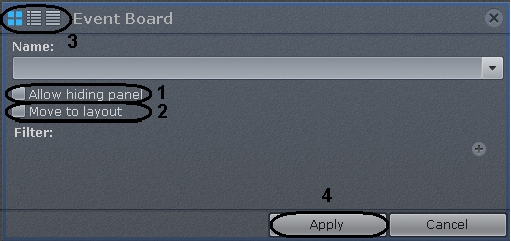 Event Board
3
Name:
Allow hiding panel 1
Move to layout 2
Filter:
4
Apply Cancel